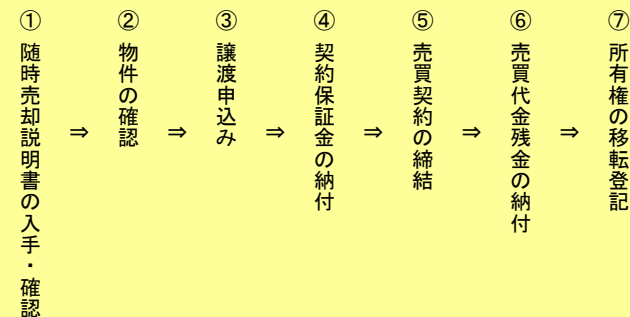 ①
随時売却説明書の入手・確認
⇒
②
物件の確認
⇒
③
譲渡申込み
⇒
④
契約保証金の納付
⇒
⑤
売買契約の締結
⇒
⑥
売買代金残金の納付
⇒
⑦
所有権の移転登記